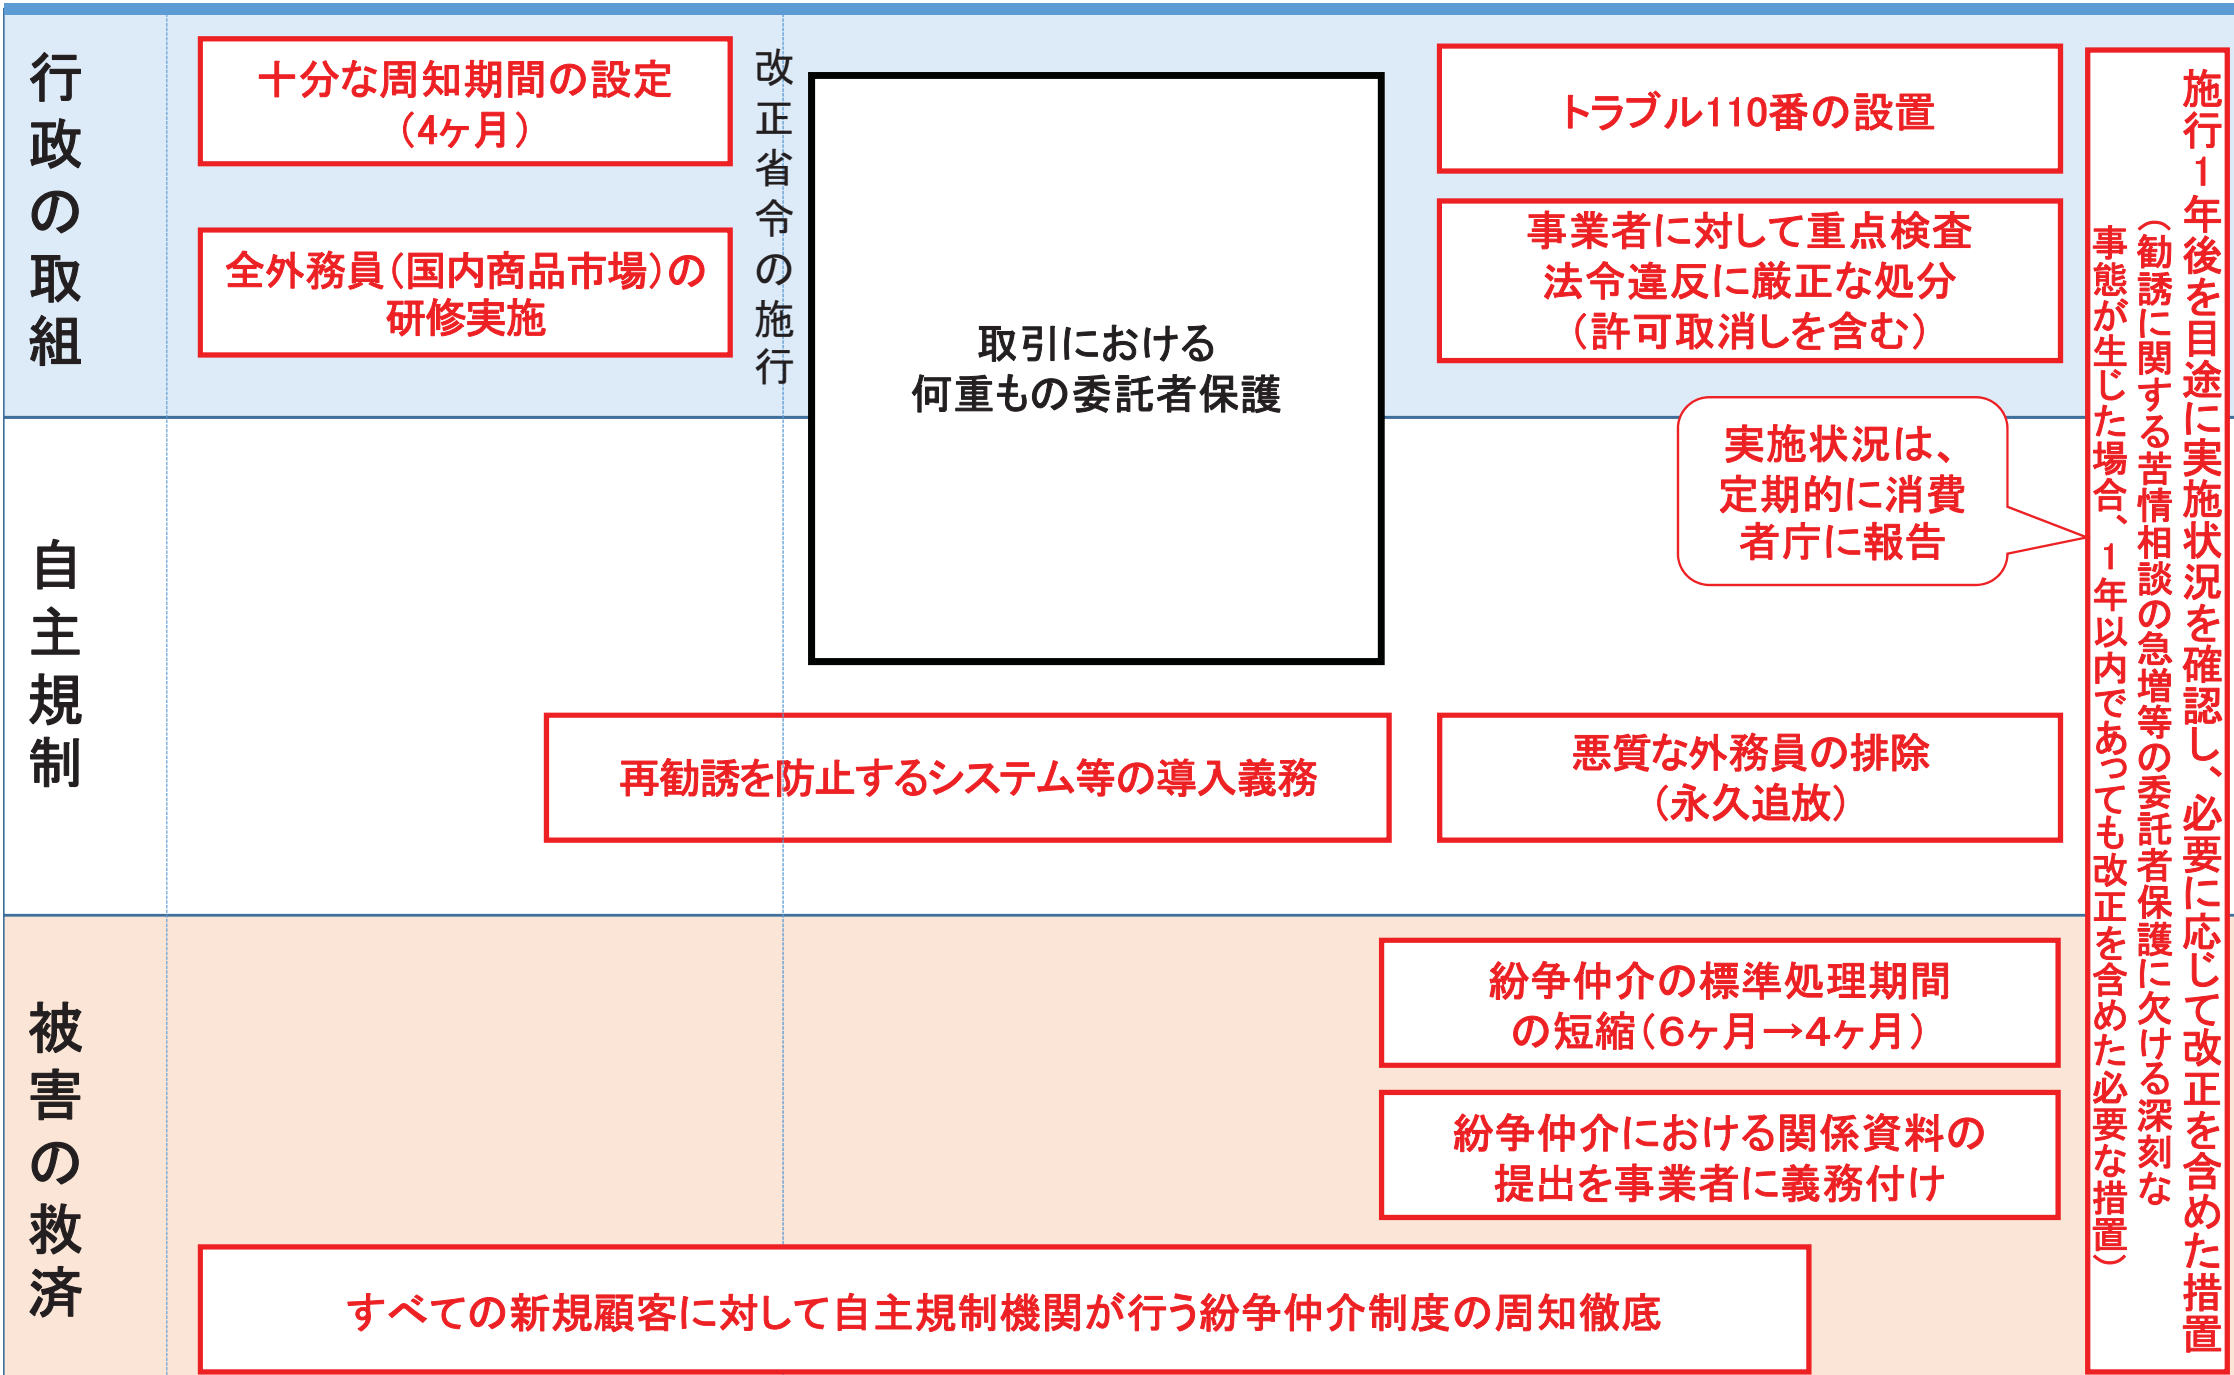 行政の取組
十分な周知期間の設定
（4ヶ月）
全外務員（国内商品市場）の
研修実施
改正省令の施行
取引における
何重もの委託者保護
トラブル110番の設置
事業者に対して重点検査
法令違反に厳正な処分
（許可取消しを含む）
実施状況は、
定期的に消費
者庁に報告
自主規制
再勧誘を防止するシステム等の導入義務
悪質な外務員の排除
（永久追放）
被害の救済
紛争仲介の標準処理期間
の短縮（６ヶ月→４ヶ月）
紛争仲介における関係資料の
提出を事業者に義務付け
すべての新規顧客に対して自主規制機関が行う紛争仲介制度の周知徹底
施行１年後を目途に実施状況を確認し、必要に応じて改正を含めた措置
（勧誘に関する苦情相談の急増等の委託者保護に欠ける深刻な
事態が生じた場合、１年以内であっても改正を含めた必要な措置）